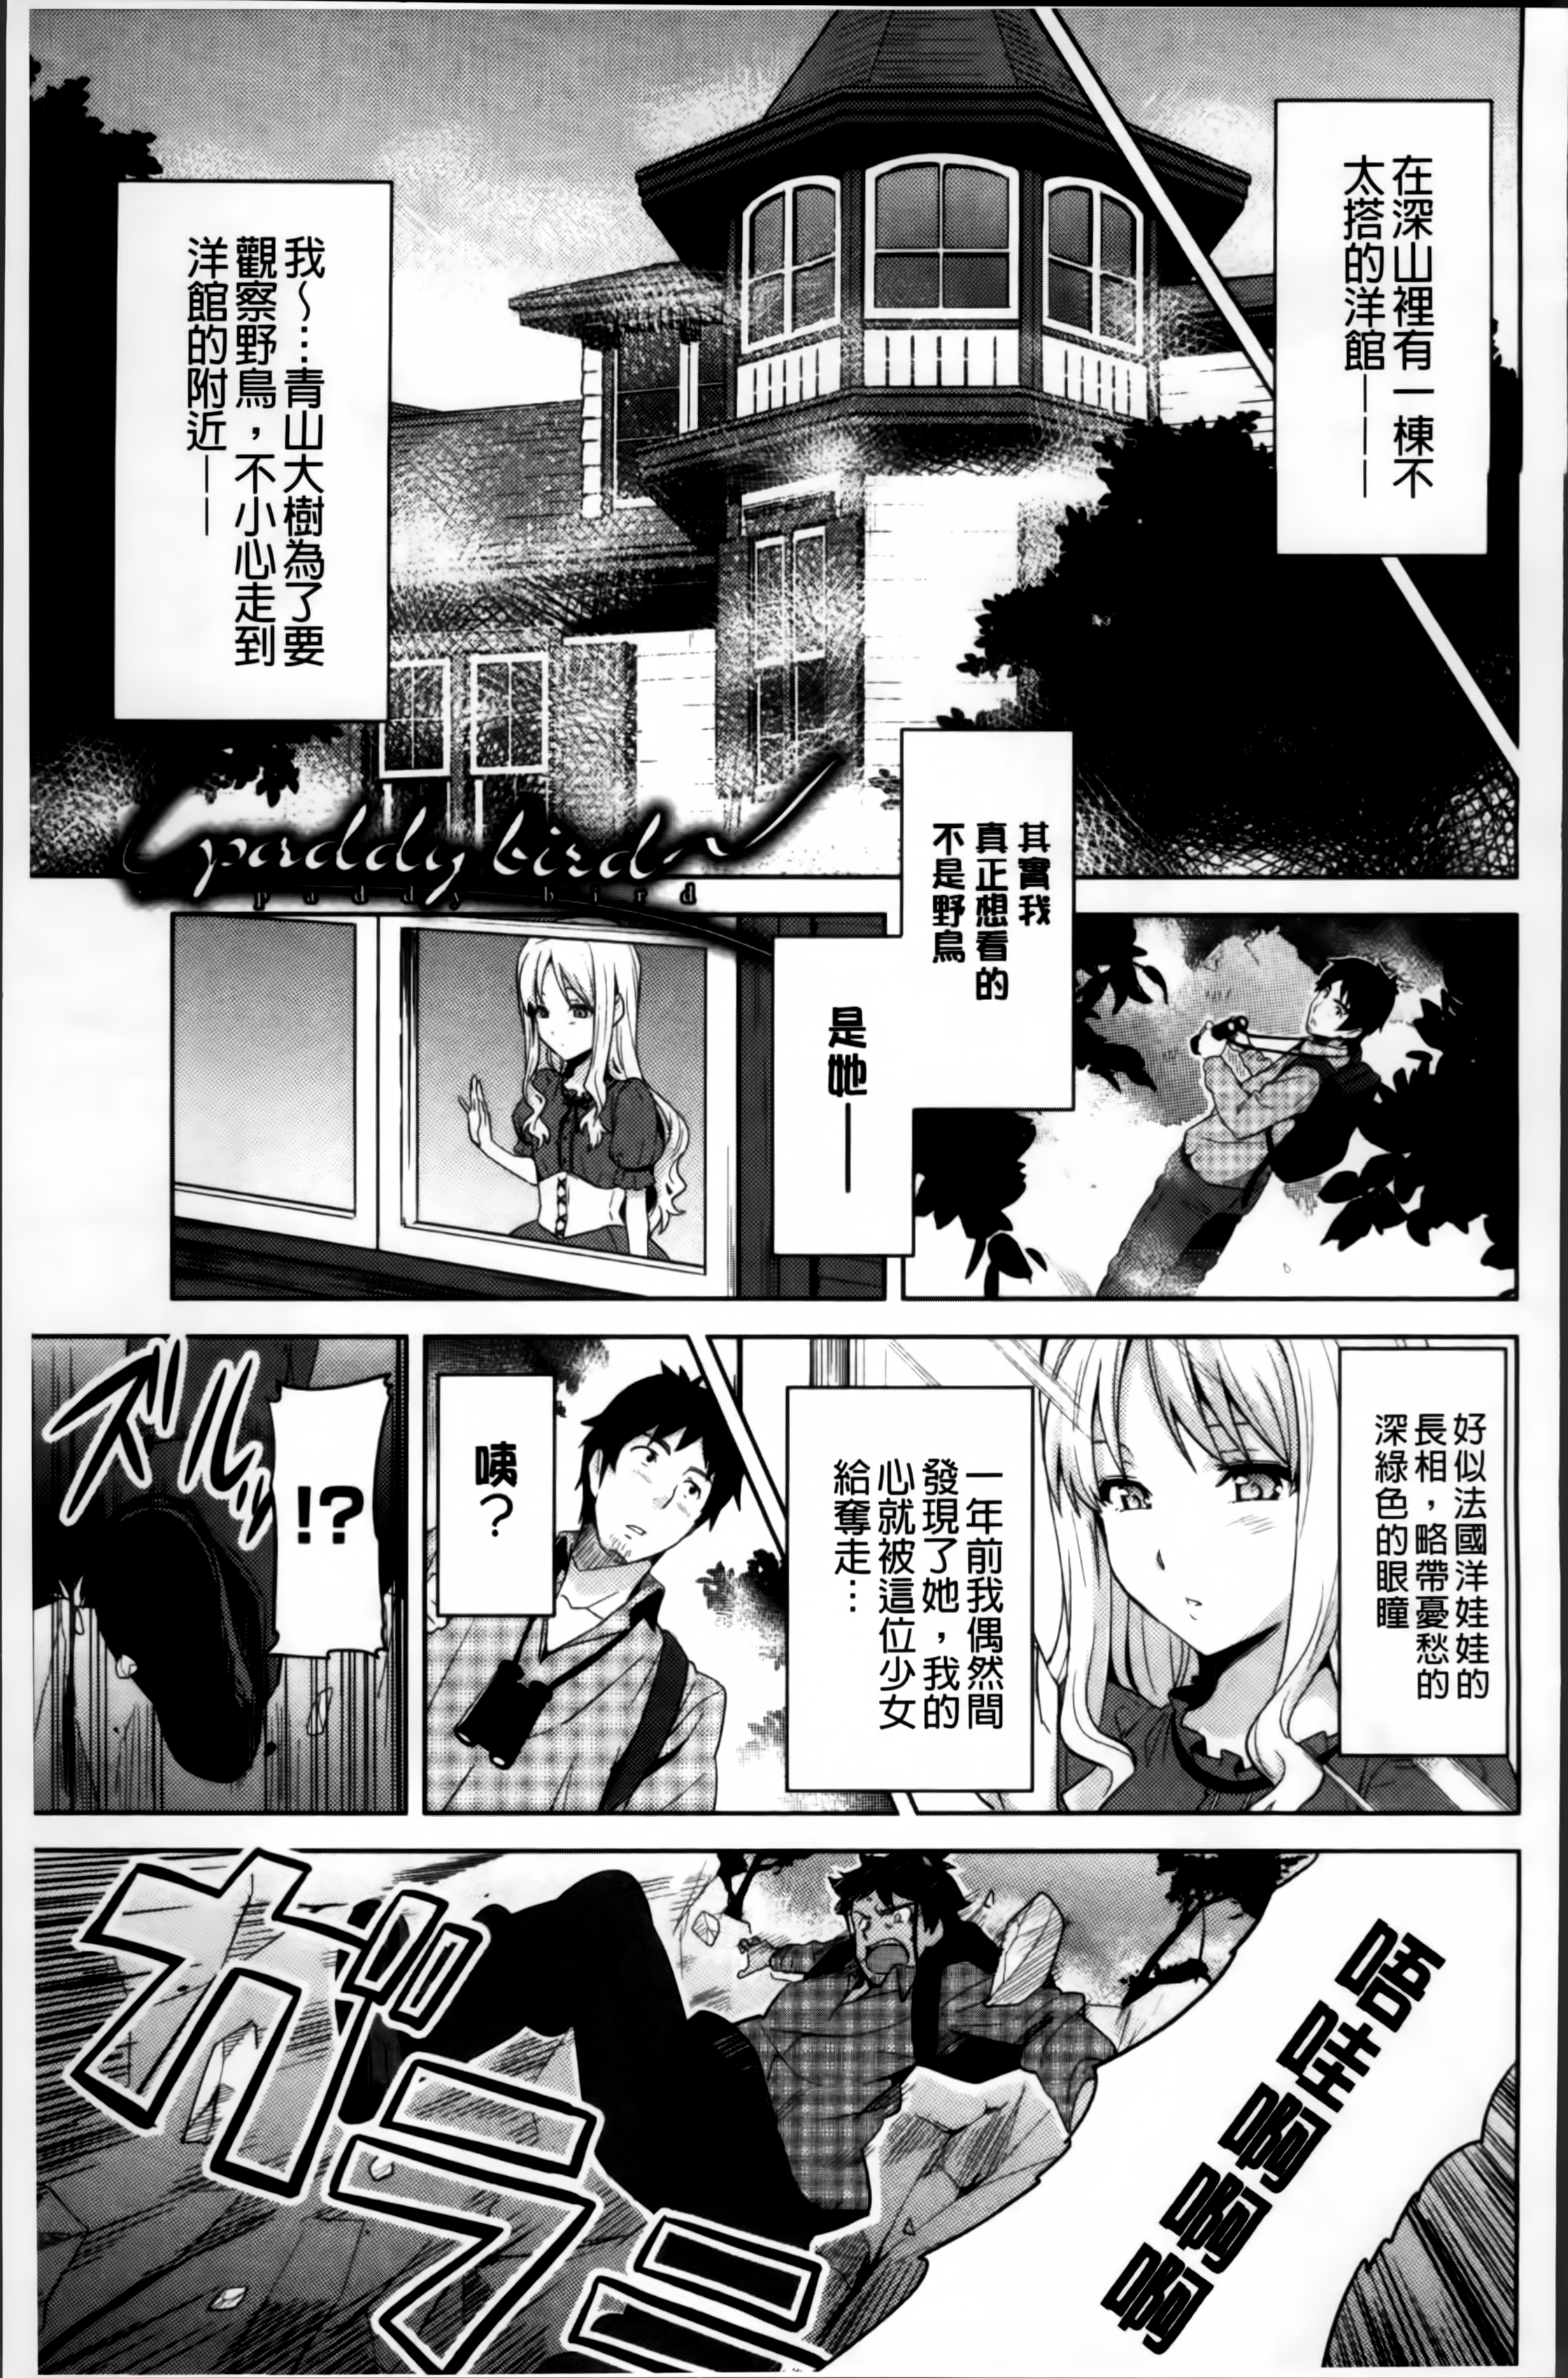 在深山裡有一棟不
太搭的洋館———
我～…青山大樹為了要
觀察野鳥，不小心走到
洋館的附近——
paddy bird
paddy bird
其實我
真正想看的
不是野鳥
是她——
好似法國洋娃娃的
長相，略帶憂愁的
深綠色的眼瞳
一年前我偶然間
發現了她，我的
心就被這位少女
給奪走…
咦？
!?
ズルッ
唔哇啊啊啊啊
ガラララ